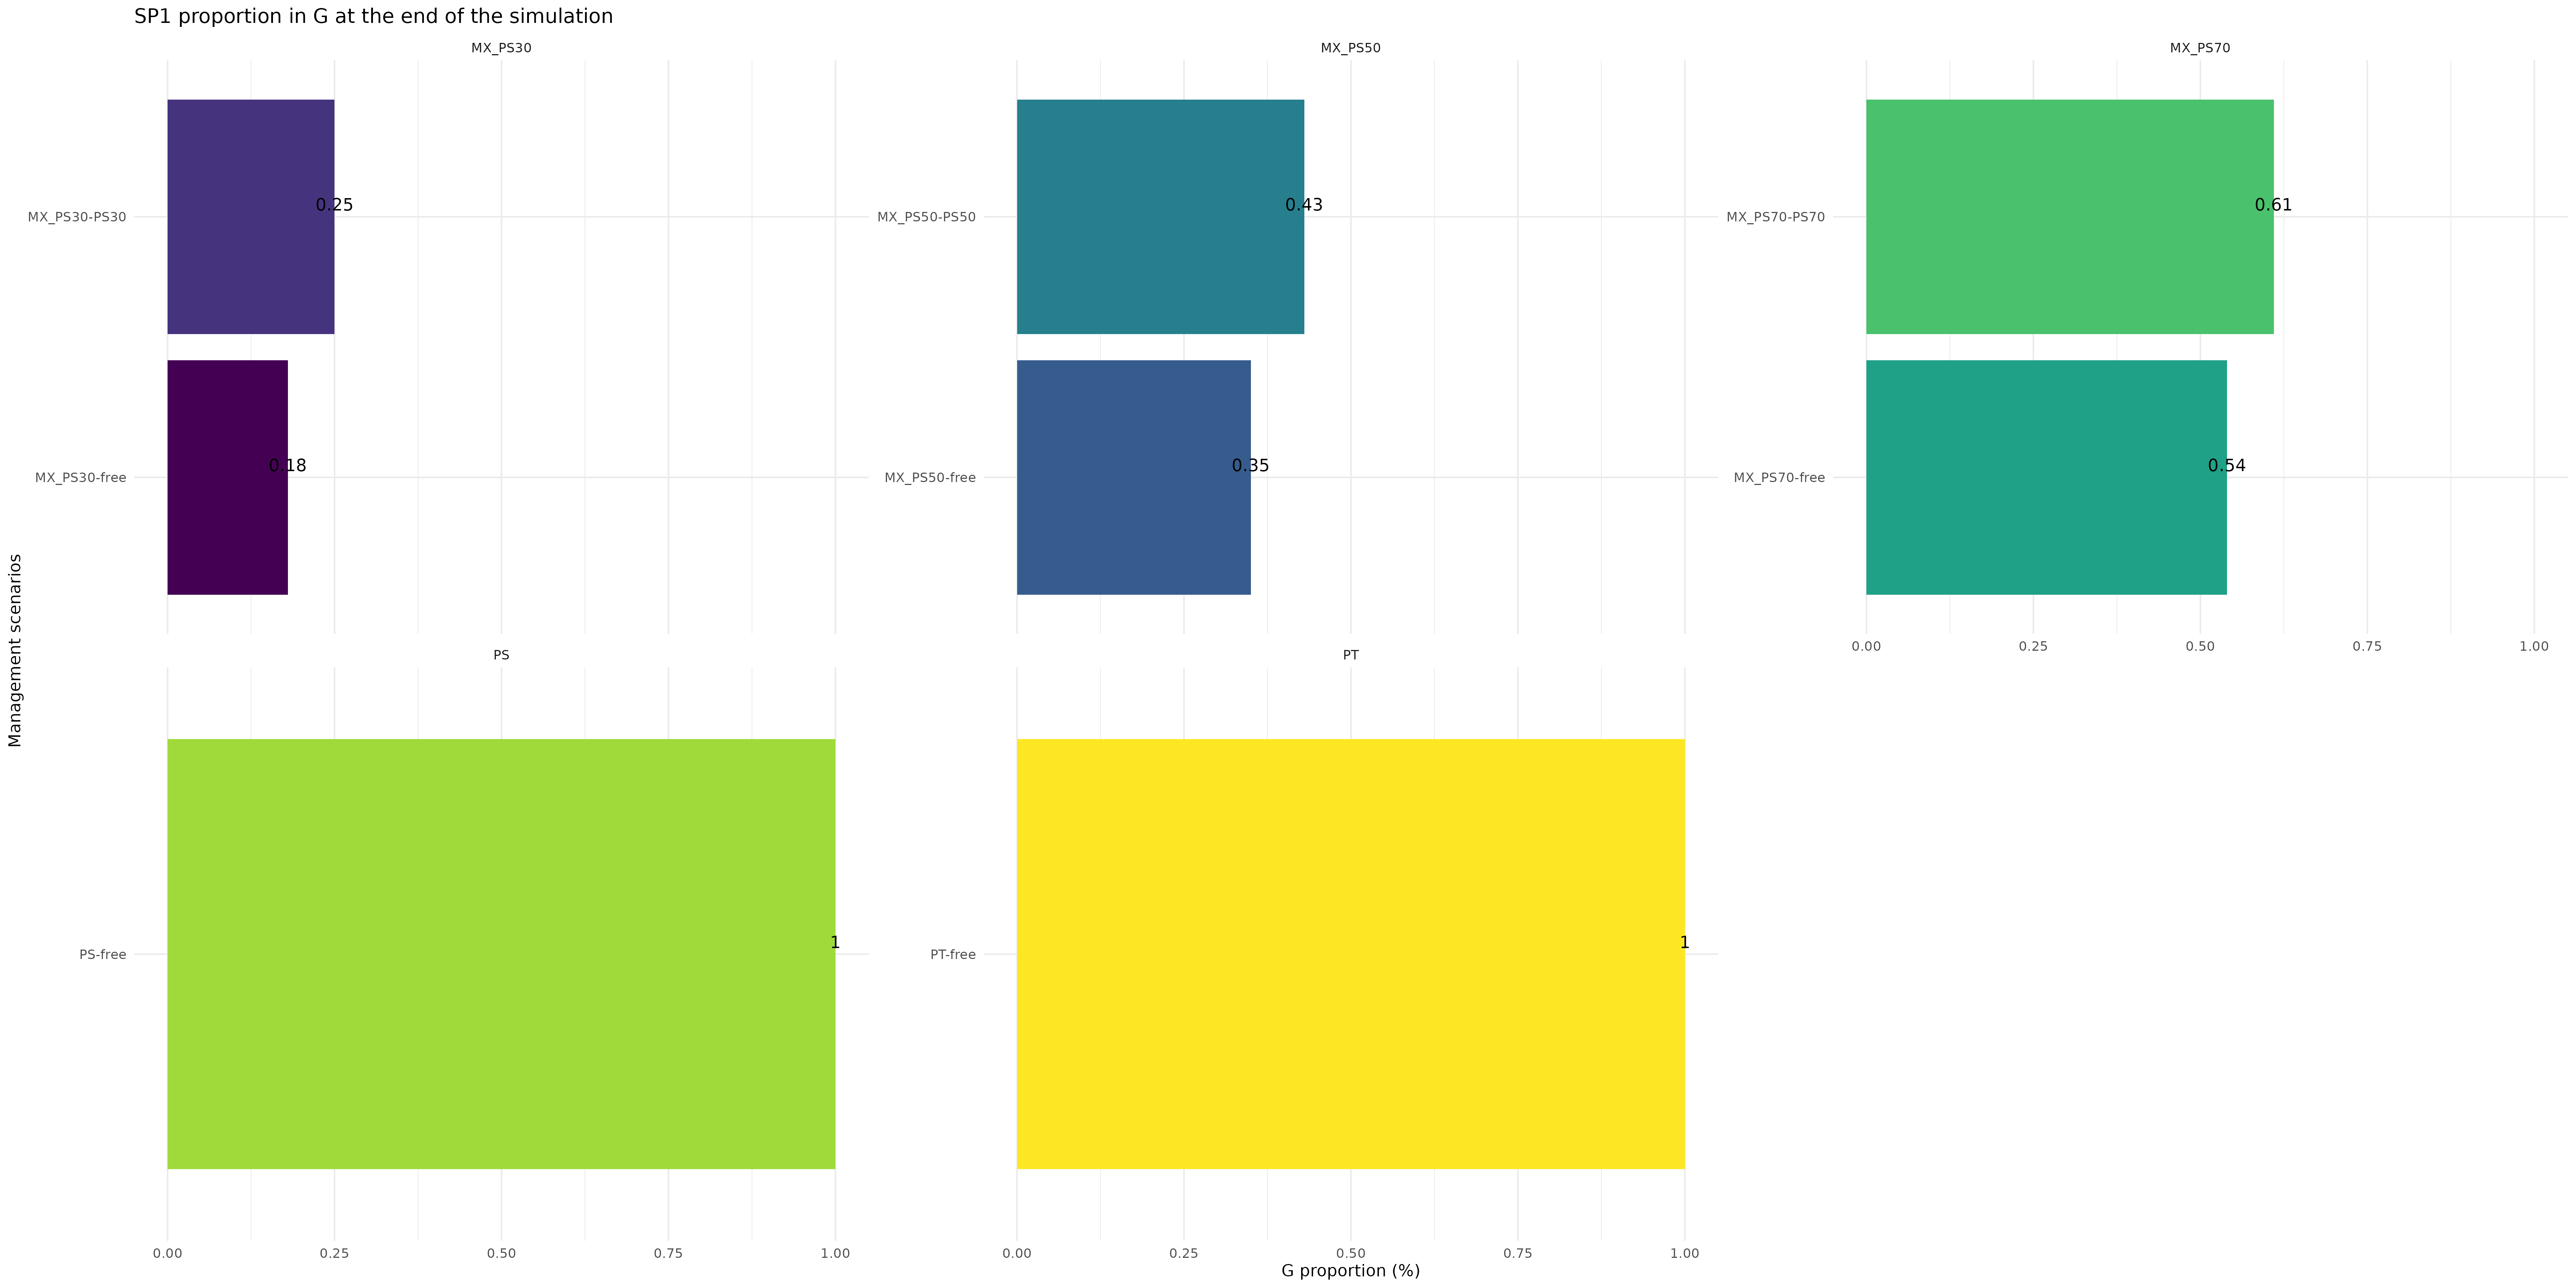 SP1 proportion in G at the end of the simulation
MX_PS30
MX_PS50
MX_PS70
MX_PS30-PS30
0.25
MX_PS50-PS50
0.43
MX_PS70-PS70
0.61
MX_PS30-free
0.18
MX_PS50-free
0.35
MX_PS70-free
0.54
Management scenarios
0.00 0.25 0.50 0.75 1.00
PS
PT
PS-free
1
PT-free
1
0.00 0.25 0.50 0.75 1.00
0.00 0.25 0.50 0.75 1.00
G proportion (%)